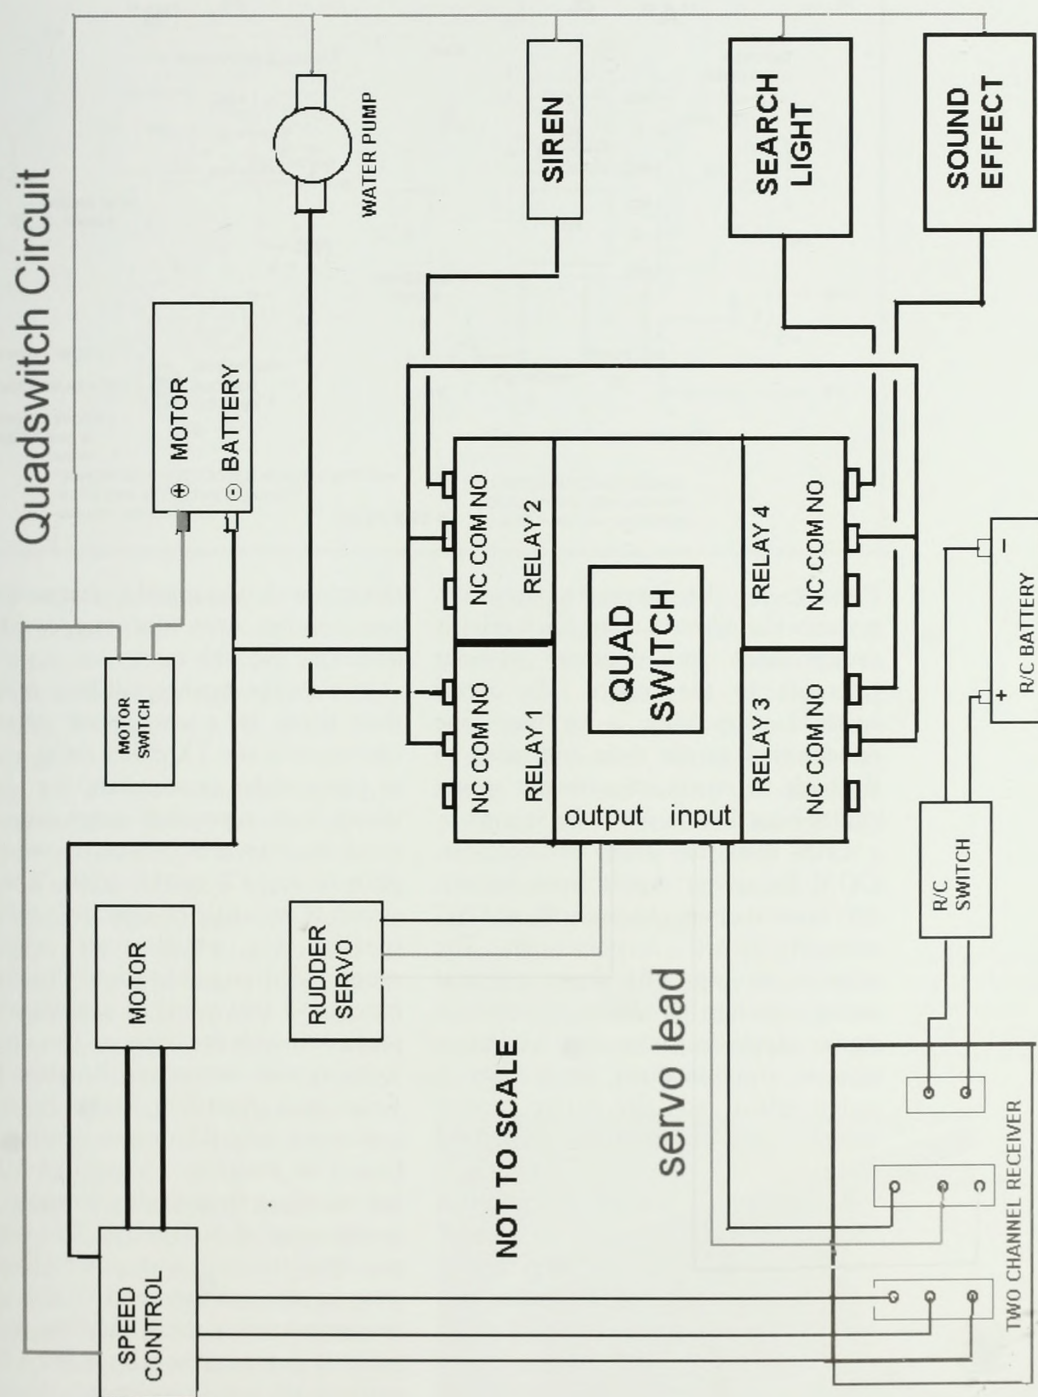 Quadswitch Circuit
WATER PUMP
SIREN
SEARCH
LIGHT
SOUND
EFFECT
MOTOR
BATTERY
+
-
MOTOR
SWITCH
NC COM NO
RELAY 2
NC COM NO
RELAY 1
QUAD
SWITCH
RELAY 4
NC COM NO
RELAY 3
NC COM NO
output
input
MOTOR
RUDDER
SERVO
SPEED
CONTROL
NOT TO SCALE
servo lead
R/C
SWITCH
-
+
R/C BATTERY
TWO CHANNEL RECEIVER